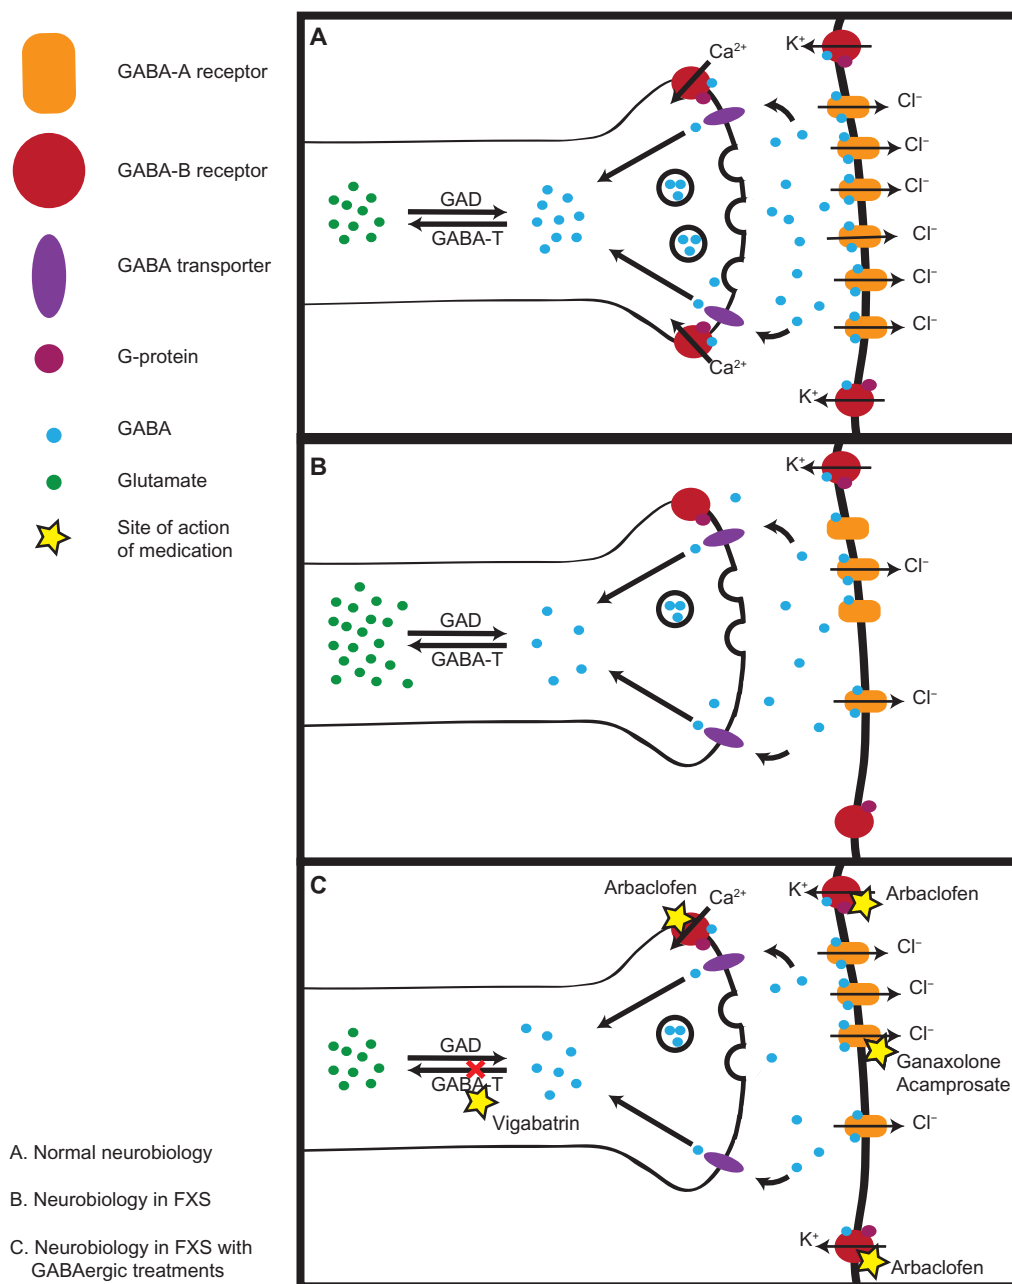 GABA-A receptor
GABA-B receptor
GABA transporter
G-protein
GABA
Glutamate
Site of action
of medication
A. Normal neurobiology
B. Neurobiology in FXS
C. Neurobiology in FXS with
GABAergic treatments
A
Ca²⁺
K⁺
Cl⁻
Cl⁻
Cl⁻
GAD
GABA-T
Cl⁻
Cl⁻
Cl⁻
Ca²⁺
K⁺
B
K⁺
Cl⁻
GAD
GABA-T
Cl⁻
C
Arbaclofen
Ca²⁺
K⁺
Arbaclofen
Cl⁻
Cl⁻
Cl⁻
GAD
GABA-T
Vigabatrin
Ganaxolone
Acamprosate
Cl⁻
K⁺
Arbaclofen